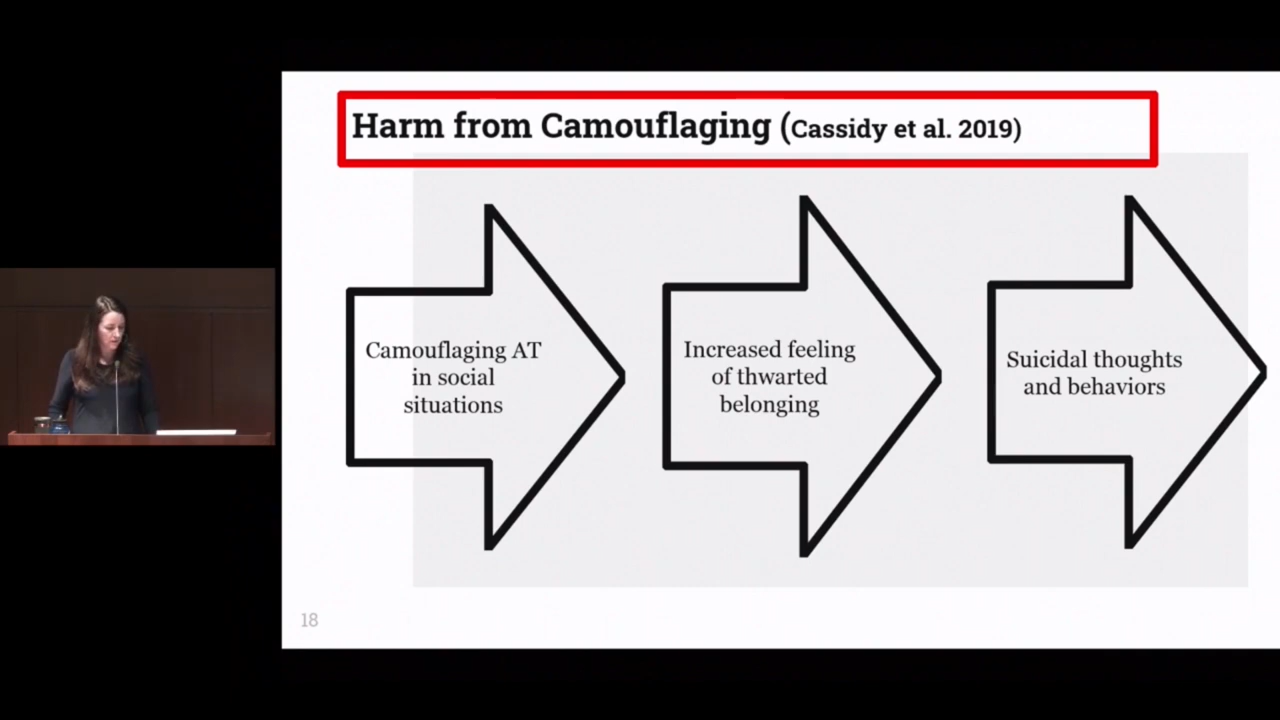 Harm from Camouflaging (Cassidy et al. 2019)
Camouflaging AT
in social
situations
Increased feeling
of thwarted
belonging
Suicidal thoughts
and behaviors
18